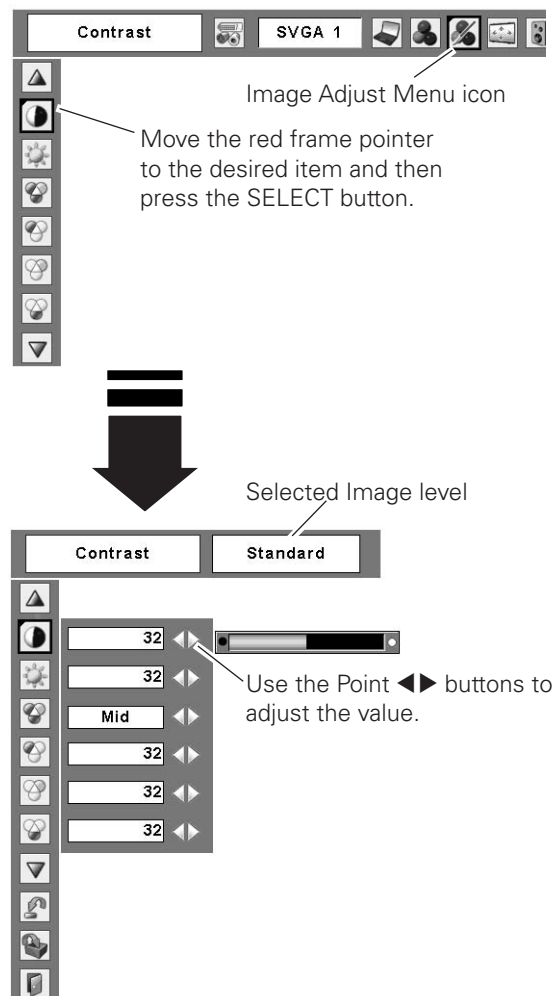 Contrast SVGA 1
Image Adjust Menu icon
Move the red frame pointer
to the desired item and then
press the SELECT button.
Selected Image level
Contrast Standard
32
32
Use the Point ◀▶ buttons to
adjust the value.
Mid
32
32
32